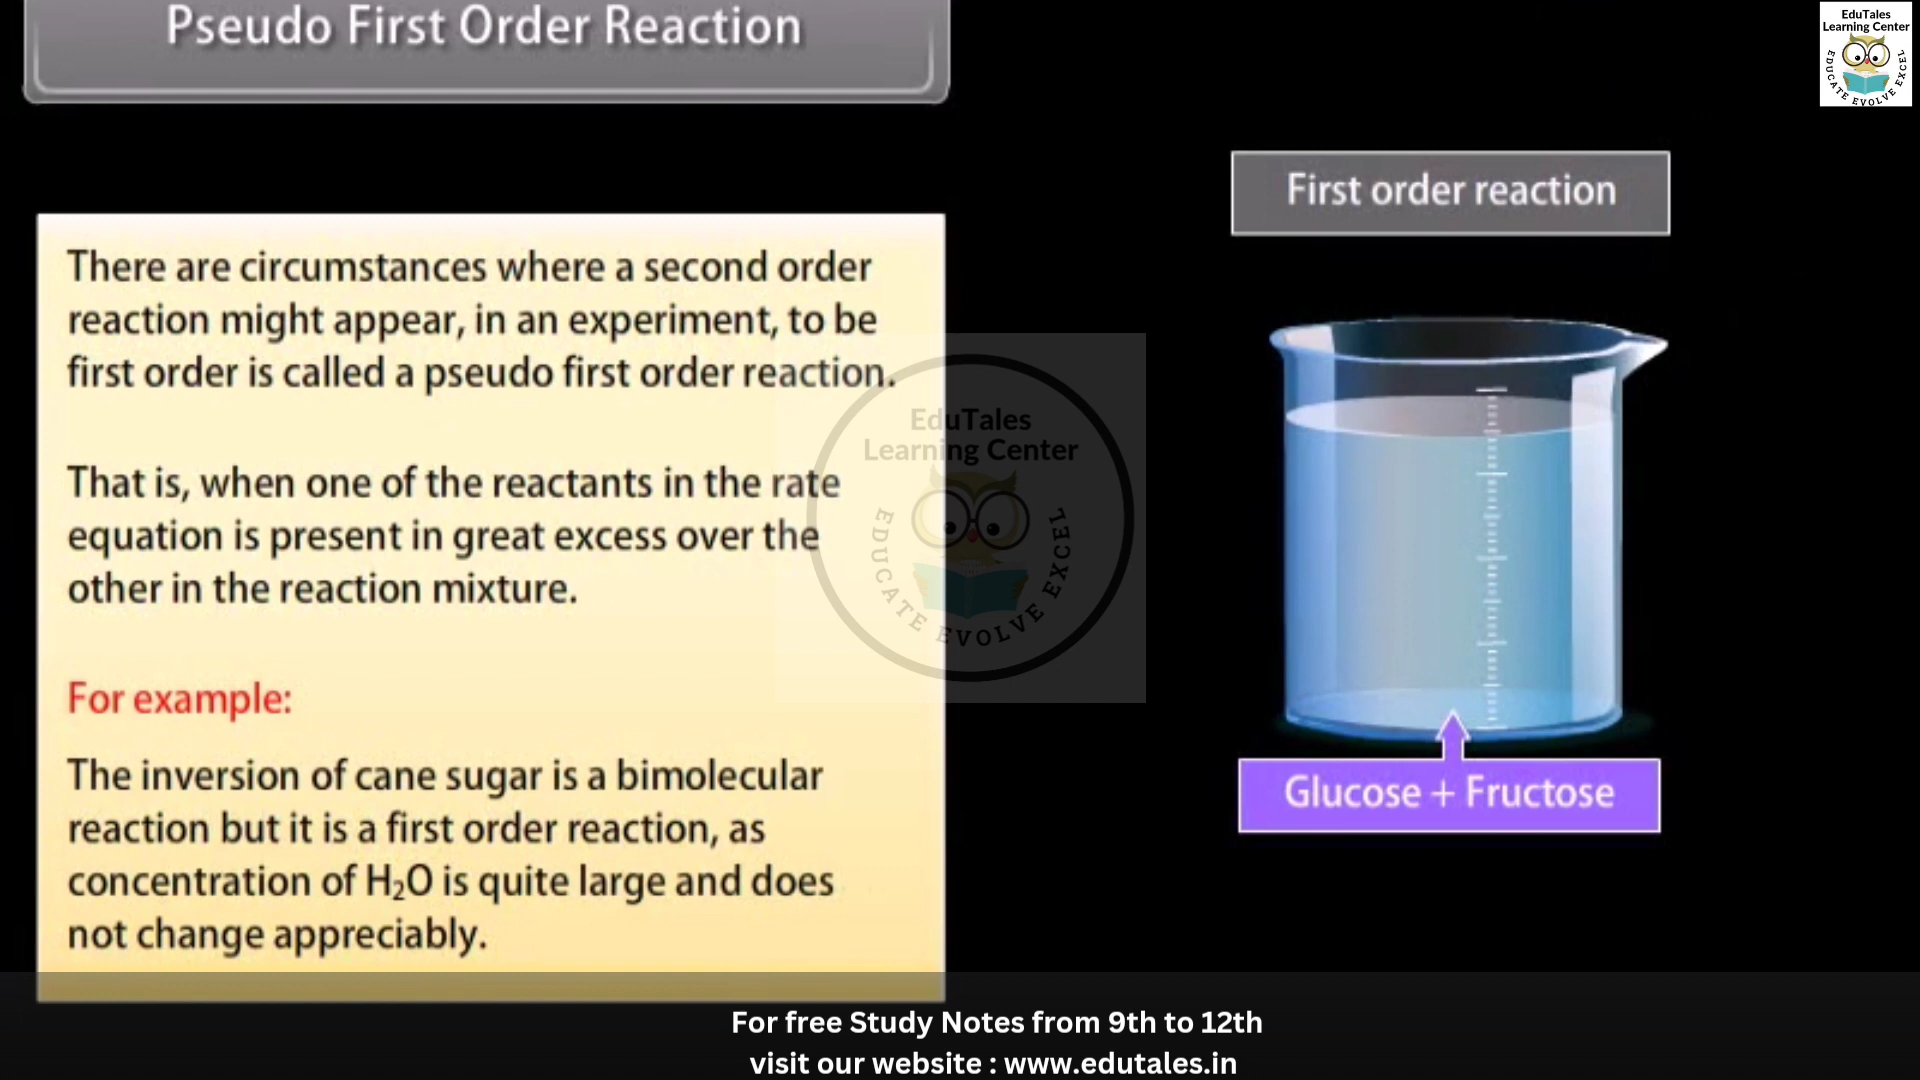 Pseudo First Order Reaction
EduTales
Learning Center
EDUCATE EVOLVE EXCEL
First order reaction
There are circumstances where a second order
reaction might appear, in an experiment, to be
first order is called a pseudo first order reaction.
That is, when one of the reactants in the rate
equation is present in great excess over the
other in the reaction mixture.
For example:
The inversion of cane sugar is a bimolecular
reaction but it is a first order reaction, as
concentration of H₂O is quite large and does
not change appreciably.
EduTales
Learning Center
EDUCATE EVOLVE EXCEL
Glucose + Fructose
For free Study Notes from 9th to 12th
visit our website : www.edutales.in